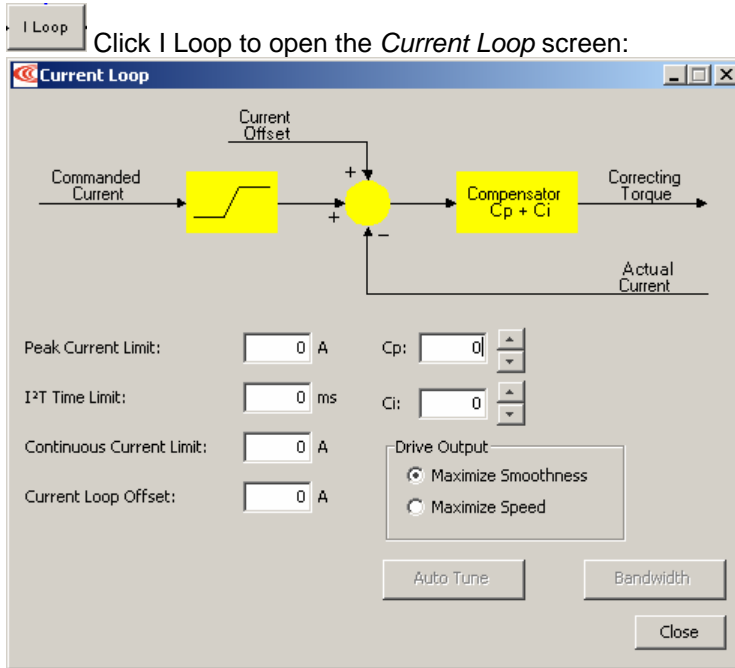 I Loop
Click I Loop to open the Current Loop screen:
Current Loop
Current
Offset
Commanded
Current
+
+
−
Compensator
Cp + Ci
Correcting
Torque
Actual
Current
Peak Current Limit: 0 A Cp: 0
I²T Time Limit: 0 ms Ci: 0
Continuous Current Limit: 0 A
Current Loop Offset: 0 A
Drive Output
Maximize Smoothness
Maximize Speed
Auto Tune
Bandwidth
Close